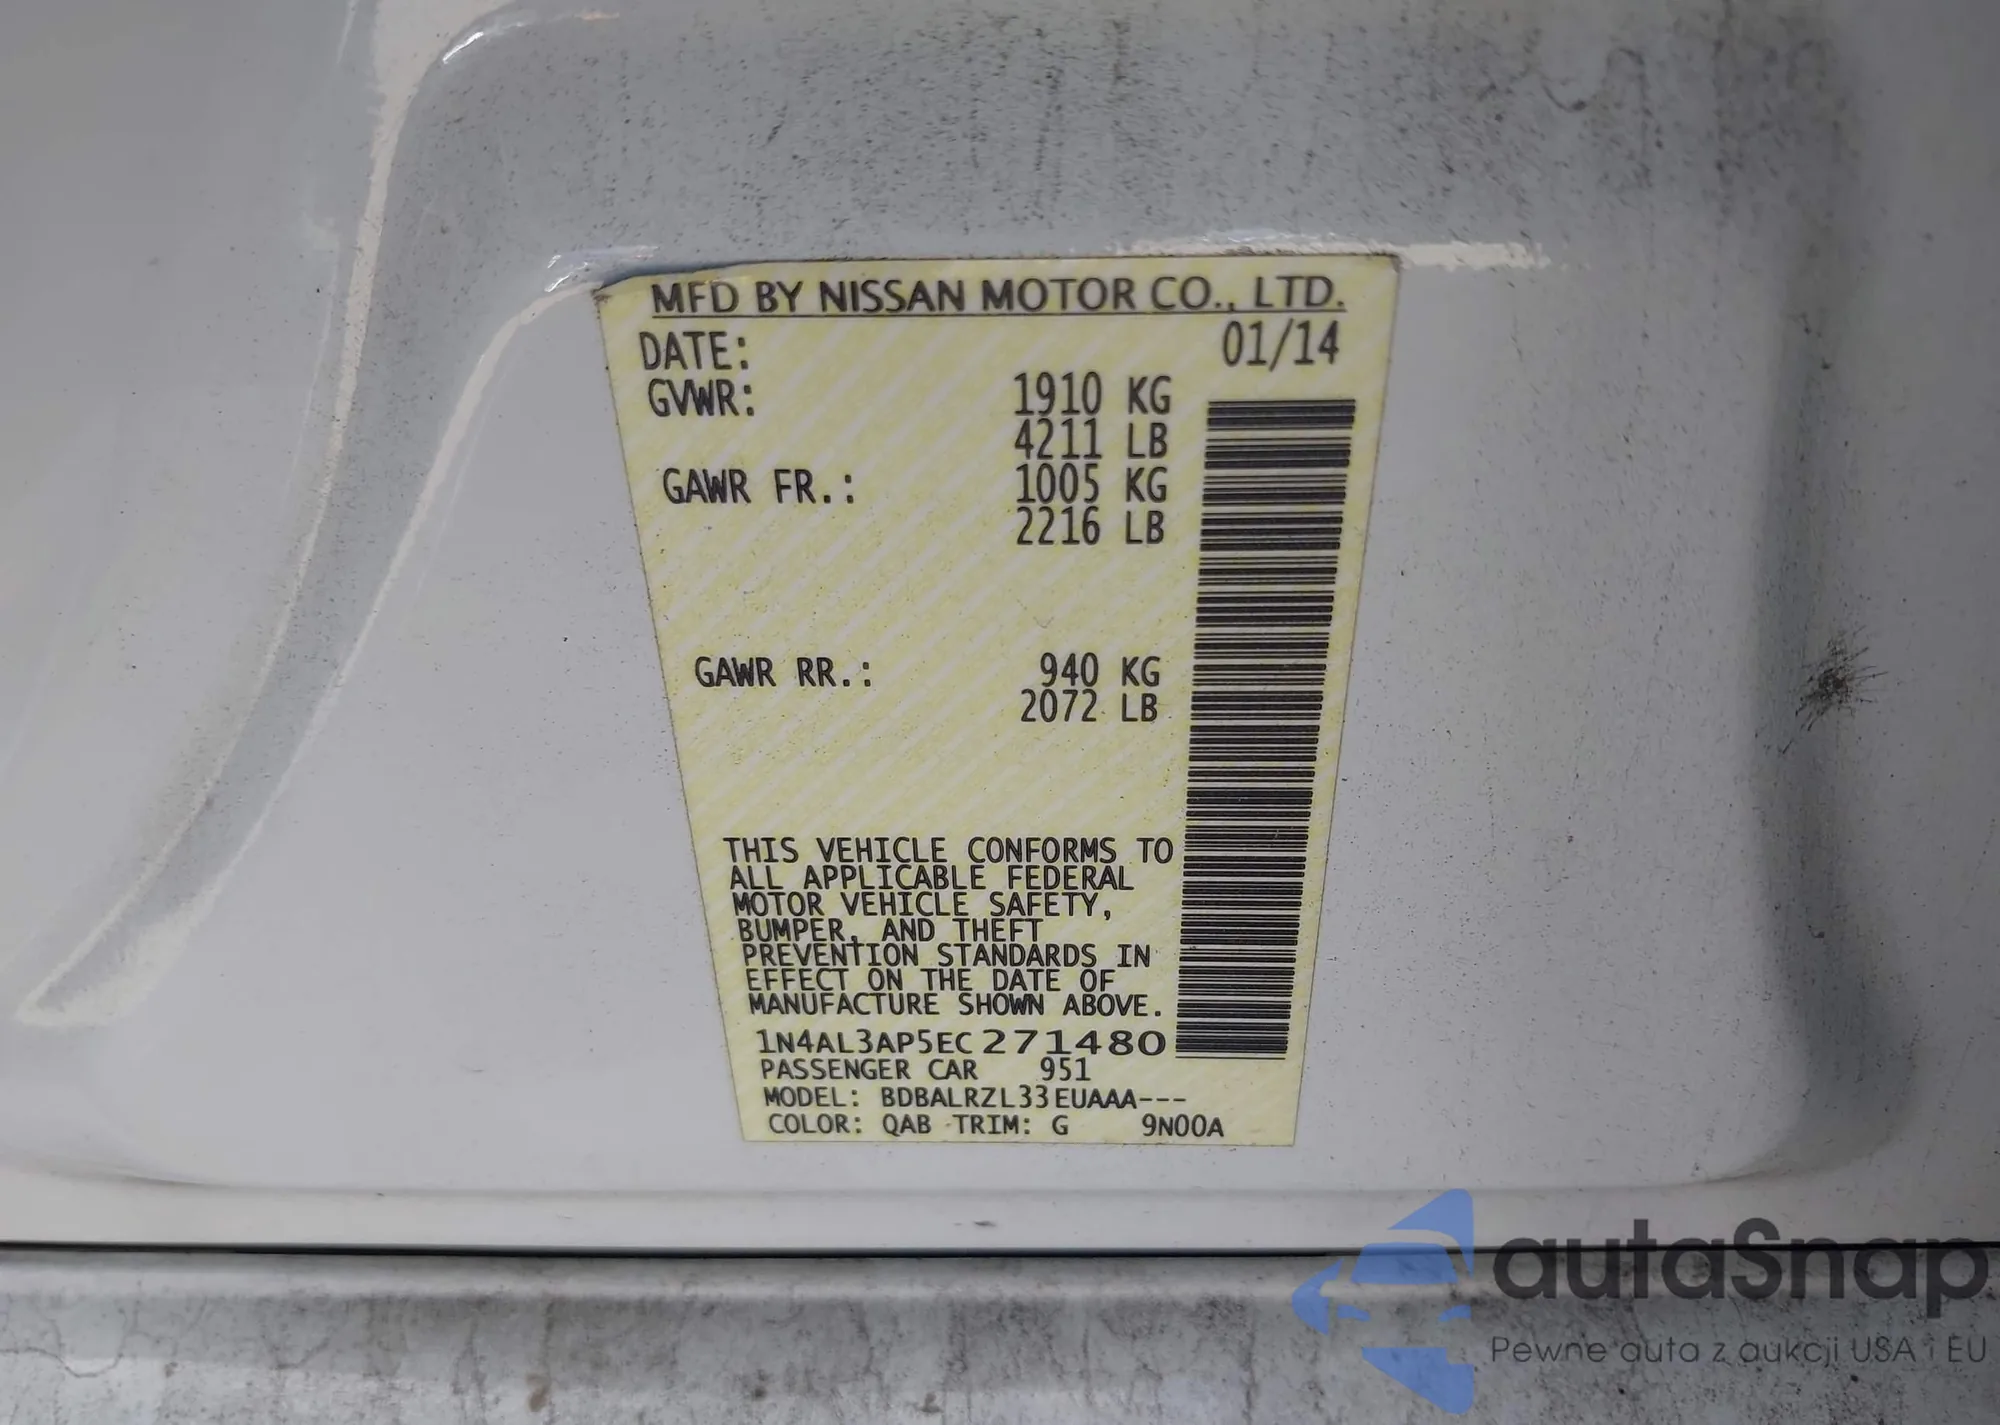 MFD BY NISSAN MOTOR CO., LTD.
DATE: 01/14
GVWR: 1910 KG
4211 LB
GAWR FR.: 1005 KG
2216 LB
GAWR RR.: 940 KG
2072 LB
THIS VEHICLE CONFORMS TO
ALL APPLICABLE FEDERAL
MOTOR VEHICLE SAFETY,
BUMPER, AND THEFT
PREVENTION STANDARDS IN
EFFECT ON THE DATE OF
MANUFACTURE SHOWN ABOVE.
1N4AL3AP5EC271480
PASSENGER CAR 951
MODEL: BDBALRZL33EUAAA---
COLOR: QAB TRIM: G 9N00A
autaSnap
Pewne auta z aukcji USA i EU